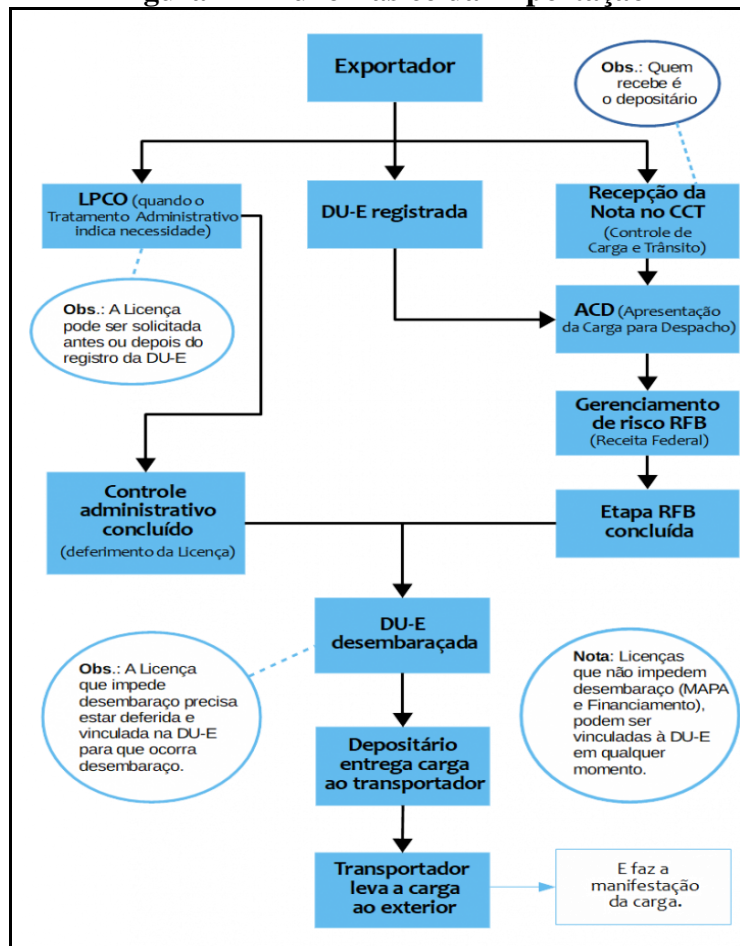 Exportador
Obs.: Quem
recebe é
o depositário
LPCO (quando o
Tratamento Administrativo
indica necessidade)
DU-E registrada
Recepção da
Nota no CCT
(Controle de
Carga e Trânsito)
Obs.: A Licença
pode ser solicitada
antes ou depois do
registro da DU-E
ACD (Apresentação
da Carga para Despacho)
Gerenciamento
de risco RFB
(Receita Federal)
Controle
administrativo
concluído
(deferimento da Licença)
Etapa RFB
concluída
DU-E
desembaraçada
Obs.: A Licença
que impede
desembaraço precisa
estar deferida e
vinculada na DU-E
para que ocorra
desembaraço.
Nota: Licenças
que não impedem
desembaraço (MAPA
e Financiamento),
podem ser
vinculadas à DU-E
em qualquer
momento.
Depositário
entrega carga
ao transportador
Transportador
leva a carga
ao exterior
E faz a
manifestação
da carga.